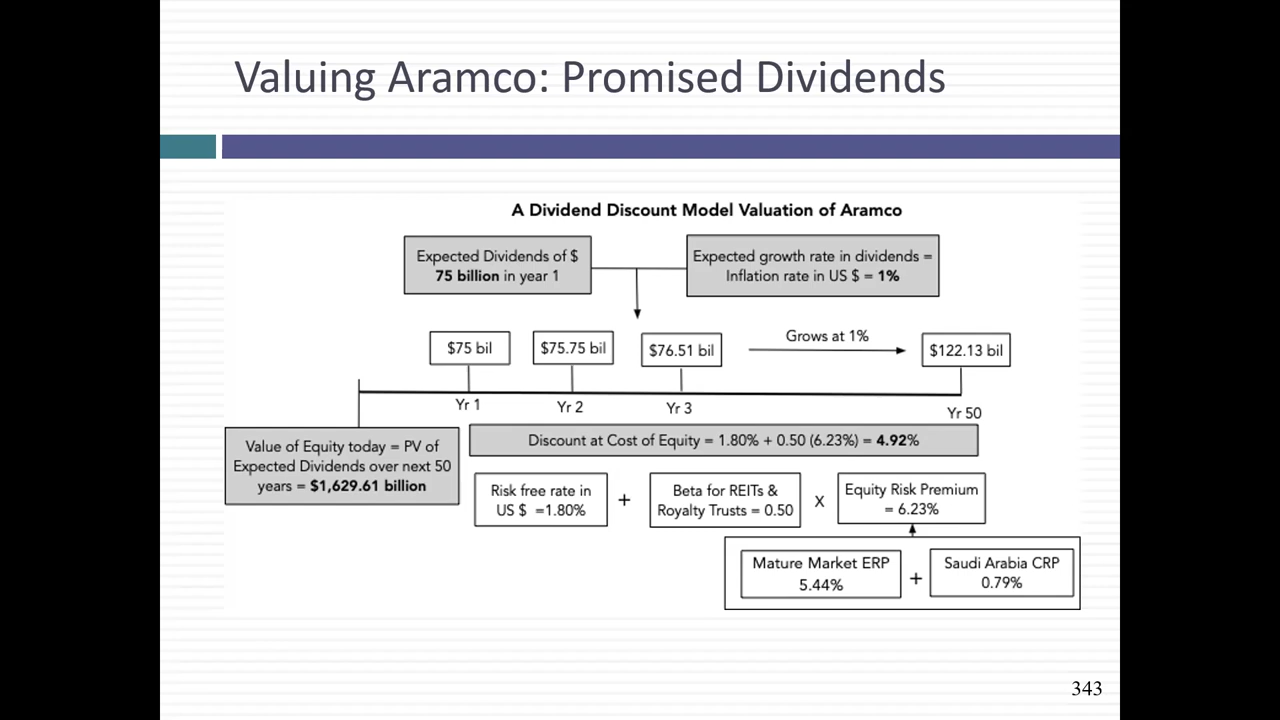 Valuing Aramco: Promised Dividends
A Dividend Discount Model Valuation of Aramco
Expected Dividends of $
75 billion in year 1
Expected growth rate in dividends =
Inflation rate in US $ = 1%
$75 bil
$75.75 bil
$76.51 bil
Grows at 1%
$122.13 bil
Yr 1
Yr 2
Yr 3
Yr 50
Value of Equity today = PV of
Expected Dividends over next 50
years = $1,629.61 billion
Discount at Cost of Equity = 1.80% + 0.50 (6.23%) = 4.92%
Risk free rate in
US $ =1.80%
+
Beta for REITs &
Royalty Trusts = 0.50
X
Equity Risk Premium
= 6.23%
Mature Market ERP
5.44%
+
Saudi Arabia CRP
0.79%
343